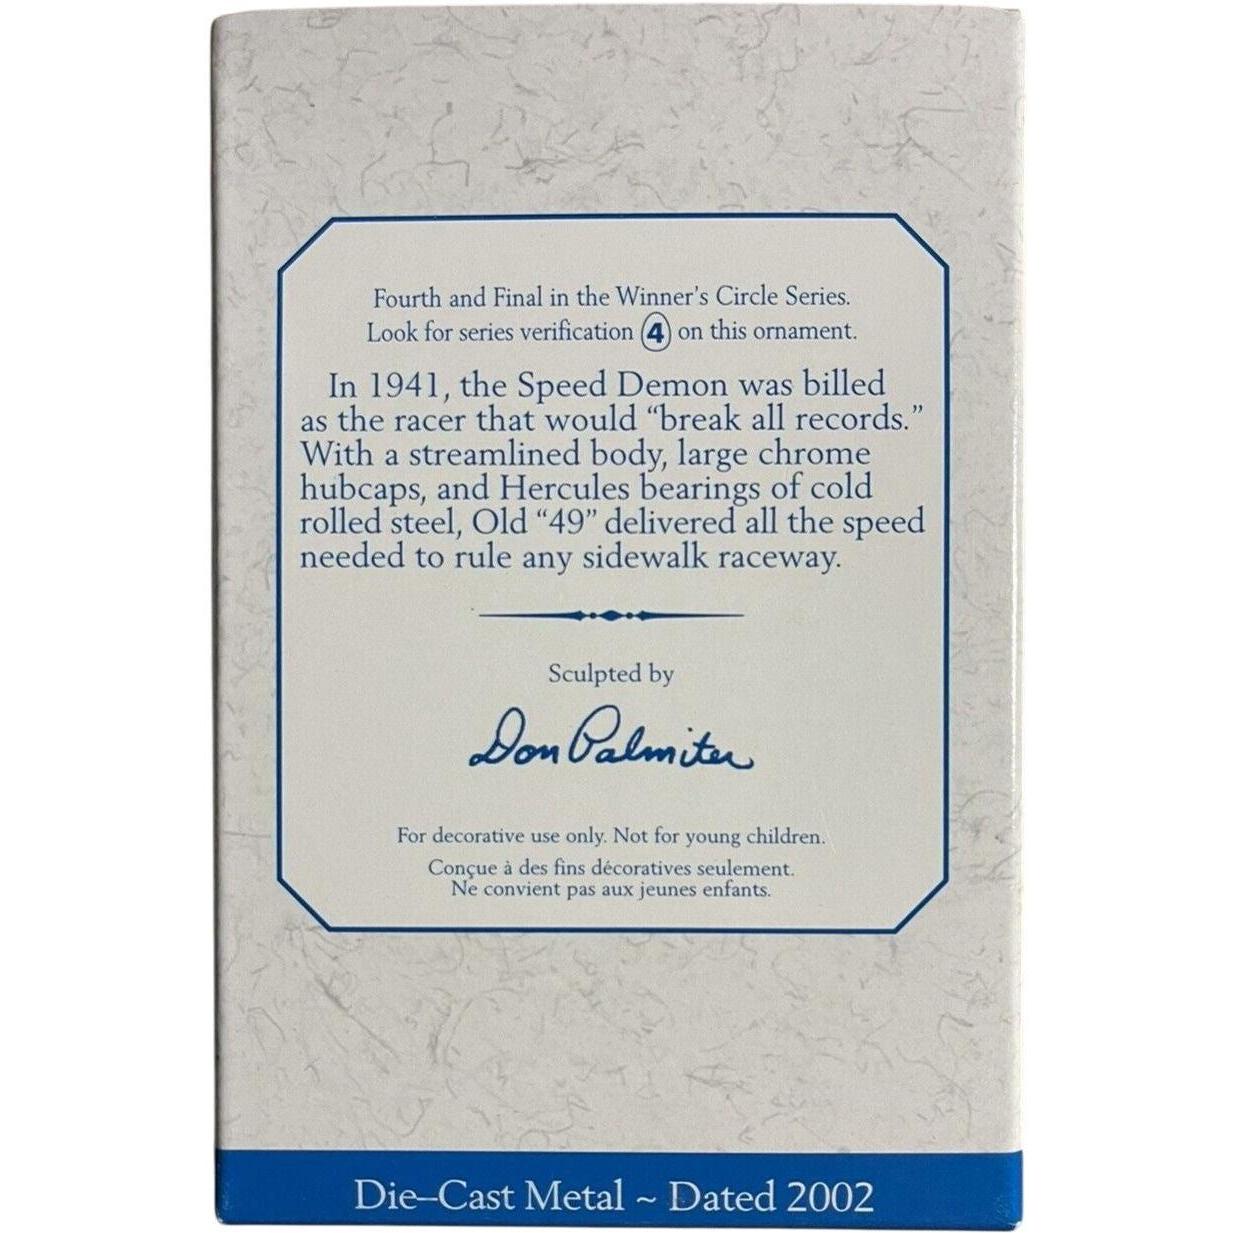 Fourth and Final in the Winner's Circle Series.
Look for series verification 4 on this ornament.
In 1941, the Speed Demon was billed
as the racer that would “break all records.”
With a streamlined body, large chrome
hubcaps, and Hercules bearings of cold
rolled steel, Old “49” delivered all the speed
needed to rule any sidewalk raceway.
Sculpted by
Don Palmiter
For decorative use only. Not for young children.
Conçue à des fins décoratives seulement.
Ne convient pas aux jeunes enfants.
Die–Cast Metal ~ Dated 2002